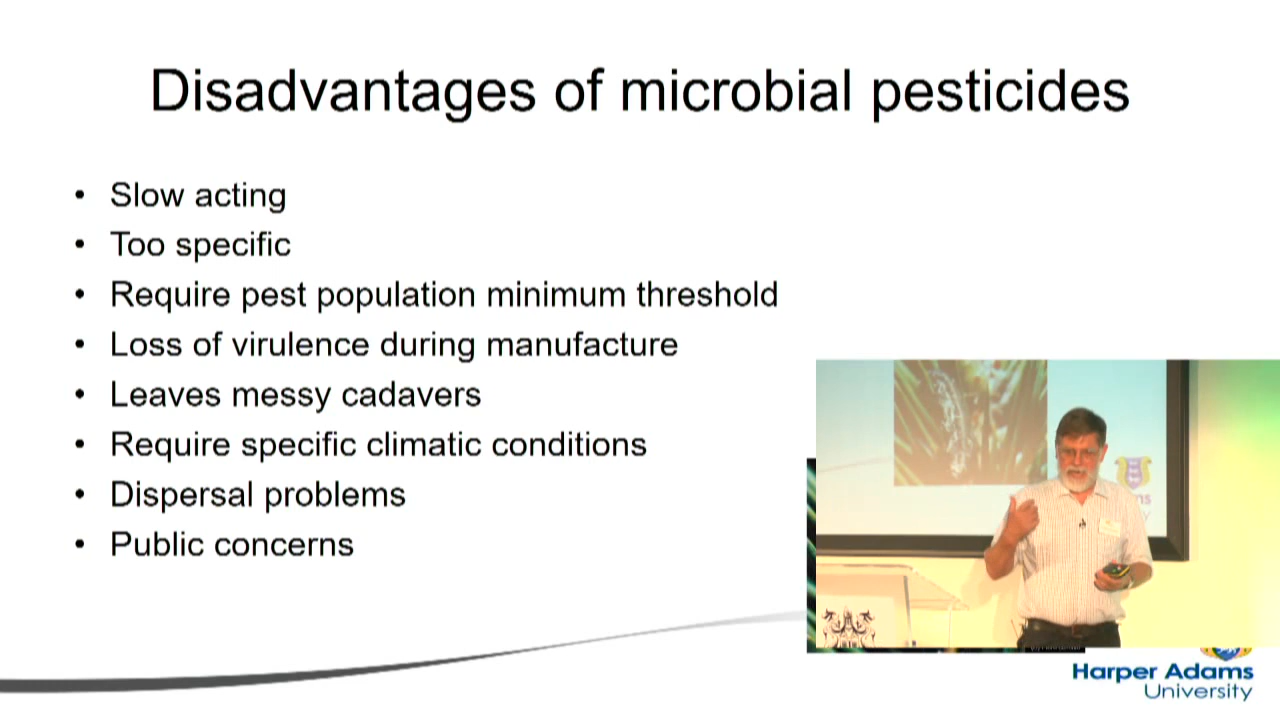 Disadvantages of microbial pesticides
• Slow acting
• Too specific
• Require pest population minimum threshold
• Loss of virulence during manufacture
• Leaves messy cadavers
• Require specific climatic conditions
• Dispersal problems
• Public concerns
Harper Adams
University